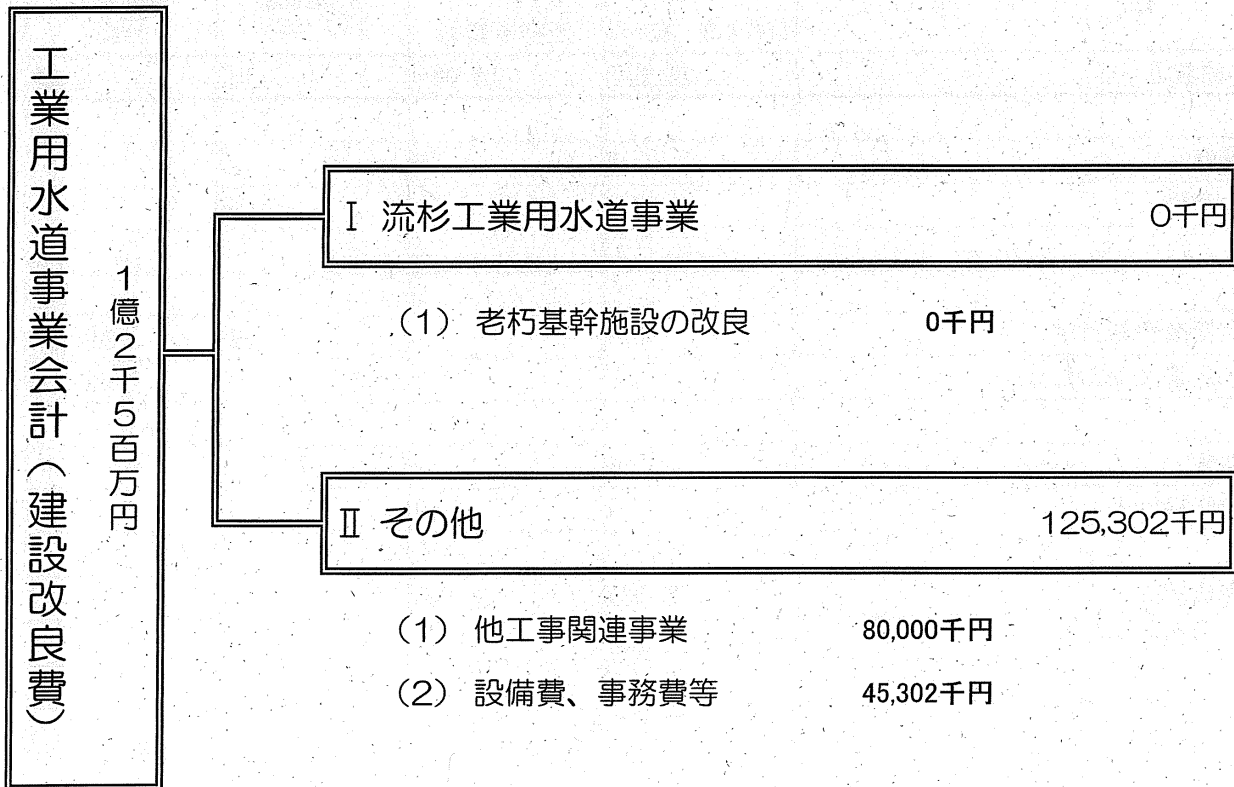 工業用水道事業会計（建設改良費）
1億2千5百万円
Ⅰ 流杉工業用水道事業 0千円
（1） 老朽基幹施設の改良 0千円
Ⅱ その他 125,302千円
（1） 他工事関連事業 80,000千円
（2） 設備費、事務費等 45,302千円